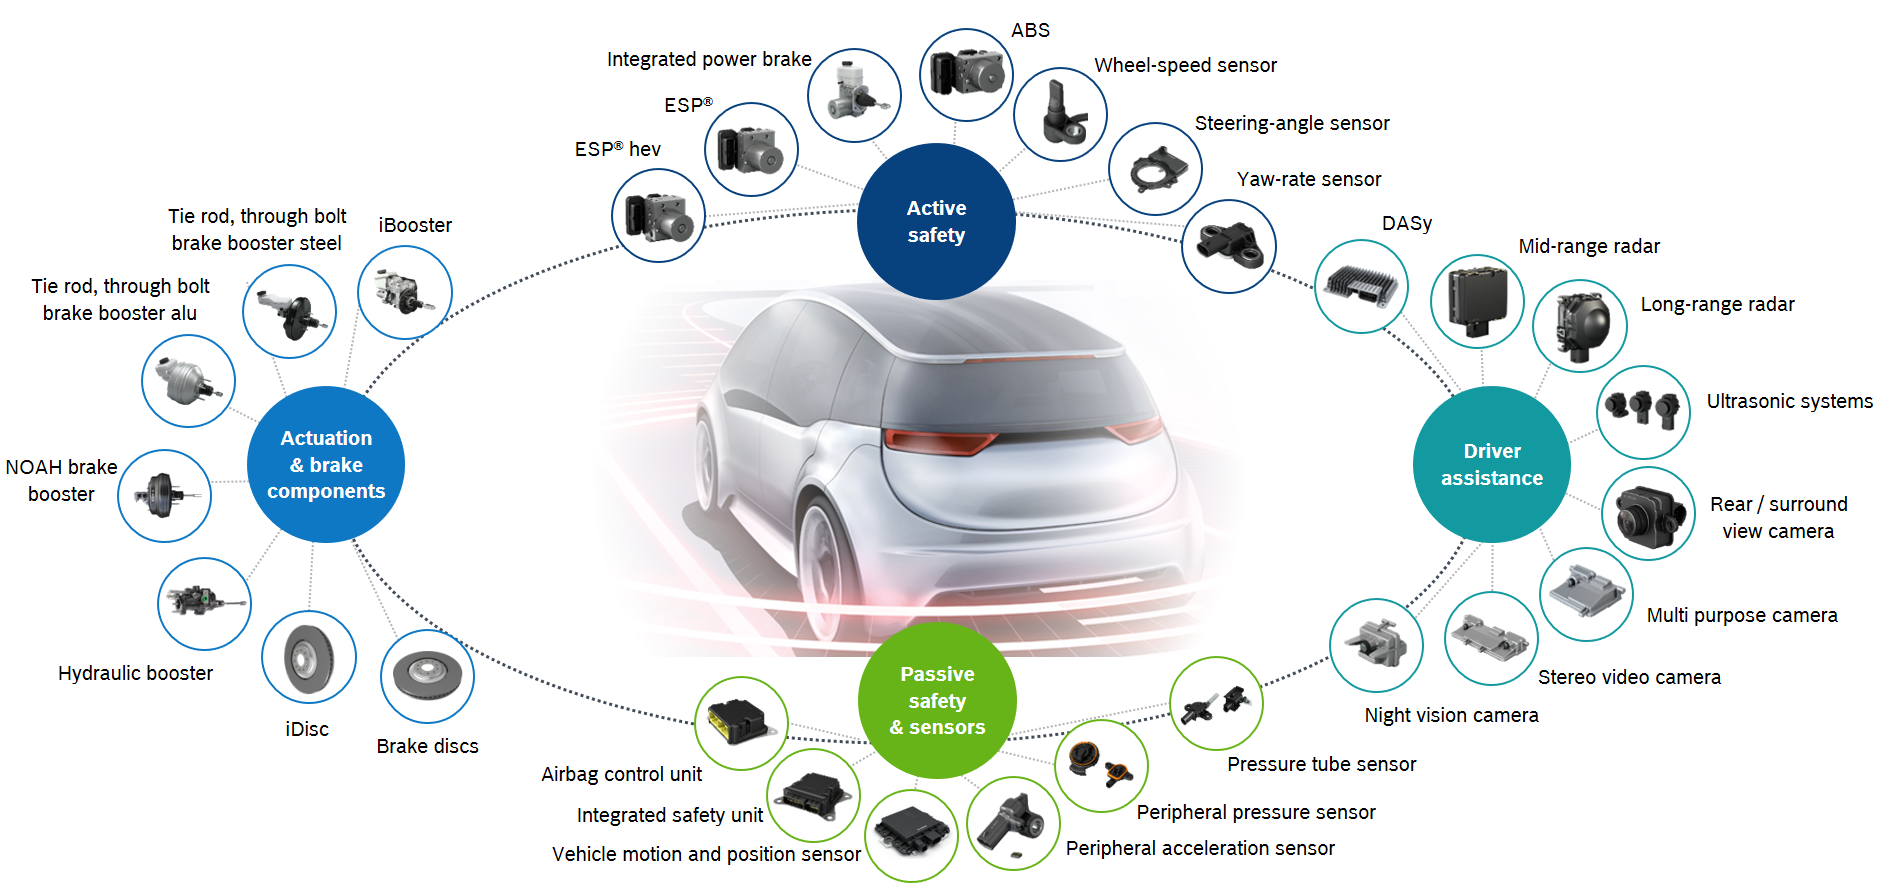 ABS
Integrated power brake
Wheel-speed sensor
ESP®
Steering-angle sensor
ESP® hev
Yaw-rate sensor
Active
safety
Tie rod, through bolt
brake booster steel
iBooster
Tie rod, through bolt
brake booster alu
NOAH brake
booster
Actuation
& brake
components
Hydraulic booster
iDisc
Brake discs
DASy
Mid-range radar
Long-range radar
Ultrasonic systems
Driver
assistance
Rear / surround
view camera
Multi purpose camera
Stereo video camera
Night vision camera
Passive
safety
& sensors
Airbag control unit
Integrated safety unit
Vehicle motion and position sensor
Pressure tube sensor
Peripheral pressure sensor
Peripheral acceleration sensor